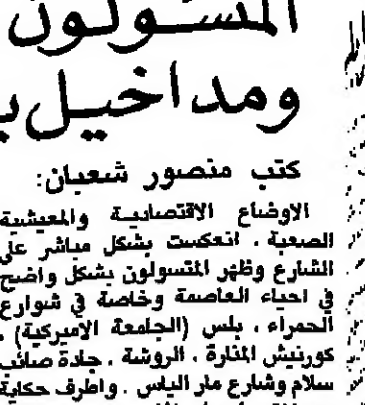 المتسولون
ومداخيل
كتب منصور شعبان:
الاوضاع الاقتصادية والمعيشية
الصعبة ، انعكست بشكل مباشر على
الشارع وظهر المتسولون بشكل واضح
في احياء العاصمة وخاصة في شوارع
الحمراء ، بلس (الجامعة الاميركية) ،
كورنيش المنارة ، الروشة ، جادة صائب
سلام وشارع مار الياس . واطرف حكاية